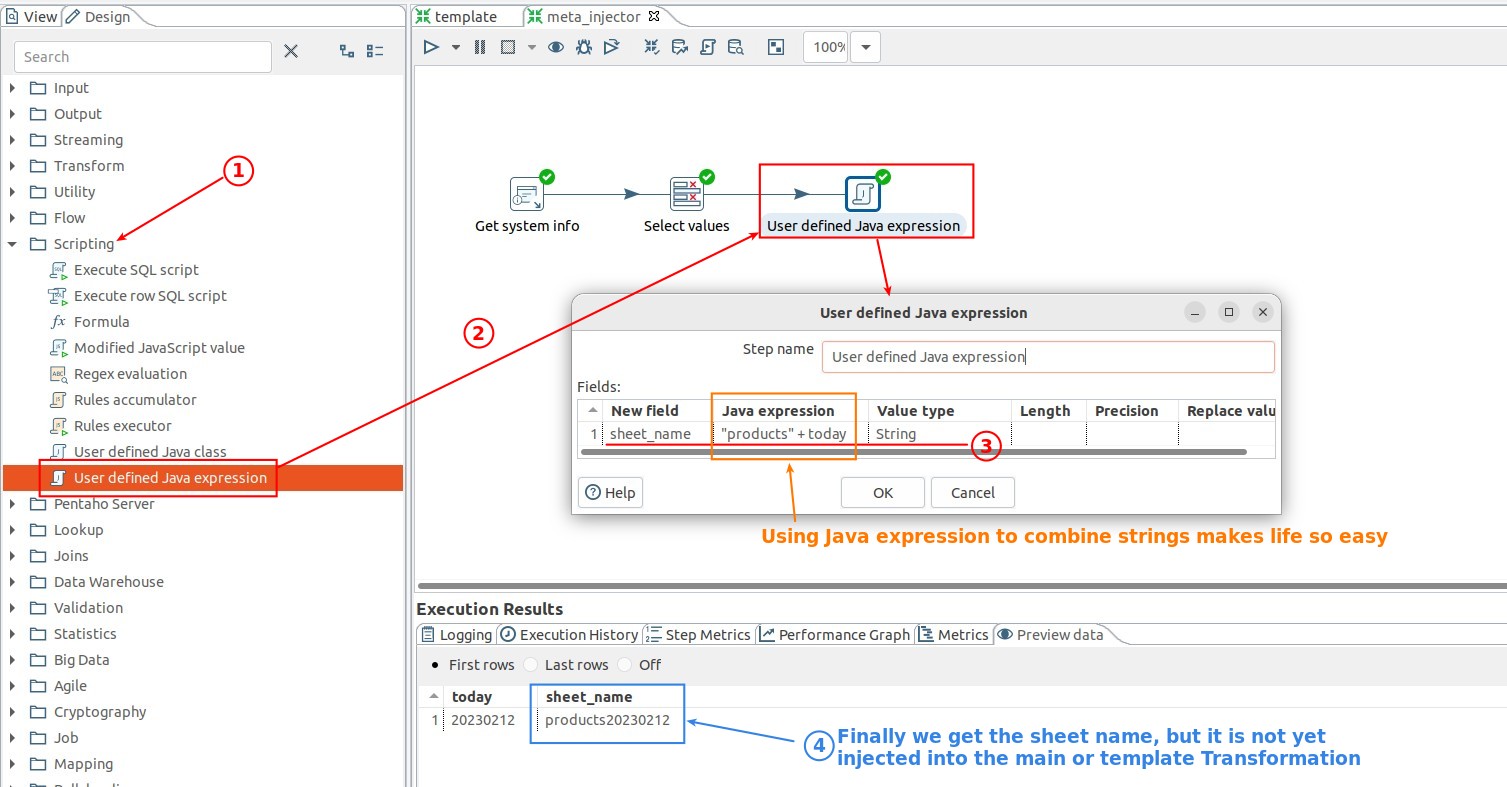 View
Design
template
meta_injector
Search
100%
Input
Output
Streaming
Transform
Utility
Flow
Scripting
Execute SQL script
Execute row SQL script
Formula
Modified JavaScript value
Regex evaluation
Rules accumulator
Rules executor
User defined Java class
User defined Java expression
Pentaho Server
Lookup
Joins
Data Warehouse
Validation
Statistics
Big Data
Agile
Cryptography
Job
Mapping
1
2
Get system info
Select values
User defined Java expression
User defined Java expression
Step name
User defined Java expression
Fields:
New field Java expression Value type Length Precision Replace valu
1 sheet_name "products" + today String
3
Help
OK
Cancel
Using Java expression to combine strings makes life so easy
Execution Results
Logging Execution History Step Metrics Performance Graph Metrics Preview data
First rows Last rows Off
today sheet_name
1 20230212 products20230212
4 Finally we get the sheet name, but it is not yet
injected into the main or template Transformation